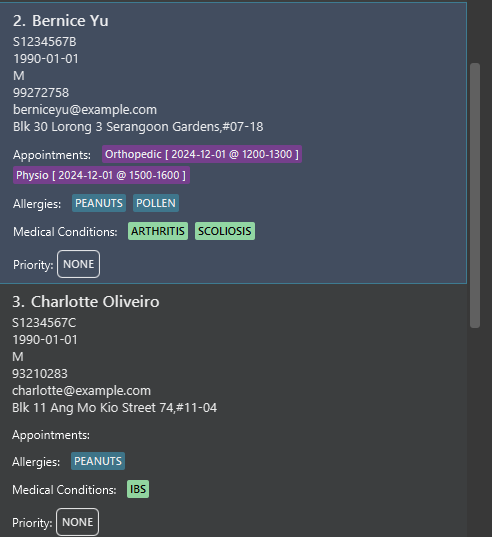 2. Bernice Yu
S1234567B
1990-01-01
M
99272758
berniceyu@example.com
Blk 30 Lorong 3 Serangoon Gardens,#07-18
Appointments: Orthopedic [ 2024-12-01 @ 1200-1300 ]
Physio [ 2024-12-01 @ 1500-1600 ]
Allergies: PEANUTS POLLEN
Medical Conditions: ARTHRITIS SCOLIOSIS
Priority: NONE
3. Charlotte Oliveiro
S1234567C
1990-01-01
M
93210283
charlotte@example.com
Blk 11 Ang Mo Kio Street 74,#11-04
Appointments:
Allergies: PEANUTS
Medical Conditions: IBS
Priority: NONE